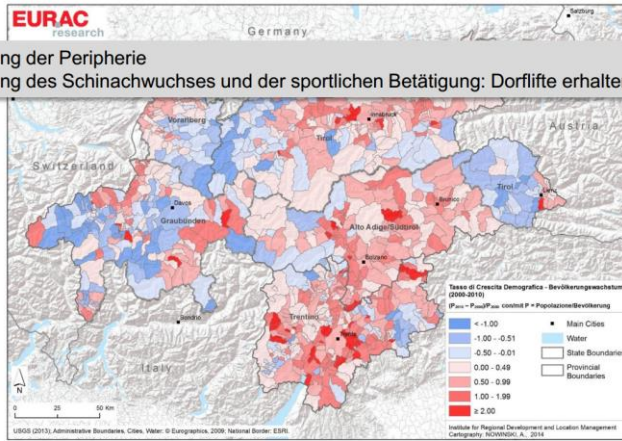 EURAC
research
Germany
Salzburg
ng der Peripherie
ng des Schinachwuchses und der sportlichen Betätigung: Dorflifte erhalte
Vorarlberg
Innsbruck
Tirol
Austria
Switzerland
Davos
Graubünden
Tirol
Lienz
Brunico
Alto Adige/Südtirol
Bolzano
Sondrio
Trentino
Trento
Italy
Tasso di Crescita Demografica - Bevölkerungswachstum
(2000-2010)
con/mit P = Popolazione/Bevölkerung
< -1.00
-1.00 - -0.51
-0.50 - -0.01
0.00 - 0.49
0.50 - 0.99
1.00 - 1.99
≥ 2.00
Main Cities
Water
State Boundaries
Provincial
Boundaries
N
0 25 50 Km
USGS (2013), Administrative Boundaries, Cities, Water: © Eurographics, 2009; National Border: ESRI.
Institute for Regional Development and Location Management
Cartography: NOWINSKI, A., 2014